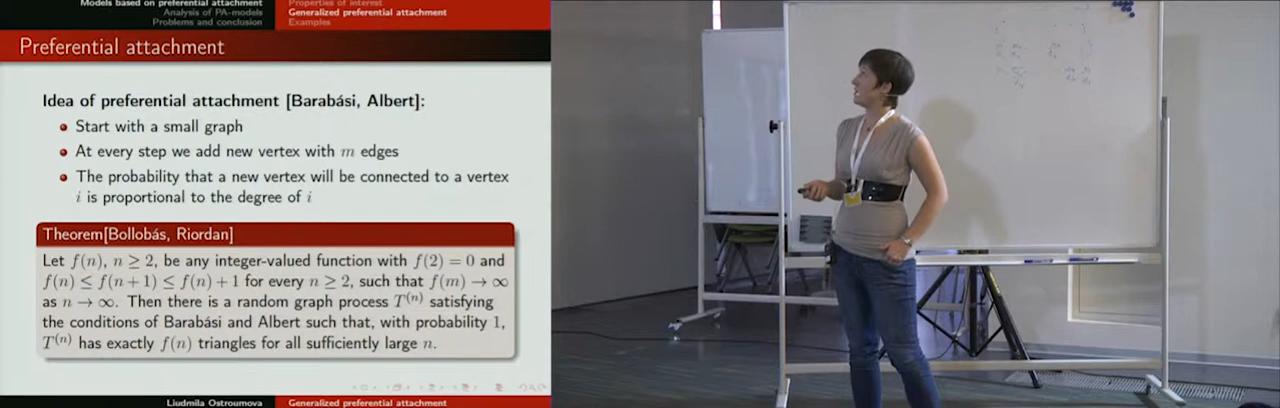 Models based on preferential attachment
Analysis of PA-models
Problems and conclusion
Properties of interest
Generalized preferential attachment
Examples
Preferential attachment
Idea of preferential attachment [Barabási, Albert]:
Start with a small graph
At every step we add new vertex with m edges
The probability that a new vertex will be connected to a vertex
i is proportional to the degree of i
Theorem[Bollobás, Riordan]
Let f(n), n ≥ 2, be any integer-valued function with f(2) = 0 and
f(n) ≤ f(n + 1) ≤ f(n) + 1 for every n ≥ 2, such that f(m) → ∞
as n → ∞. Then there is a random graph process T⁽ⁿ⁾ satisfying
the conditions of Barabási and Albert such that, with probability 1,
T⁽ⁿ⁾ has exactly f(n) triangles for all sufficiently large n.
Liudmila Ostroumova
Generalized preferential attachment